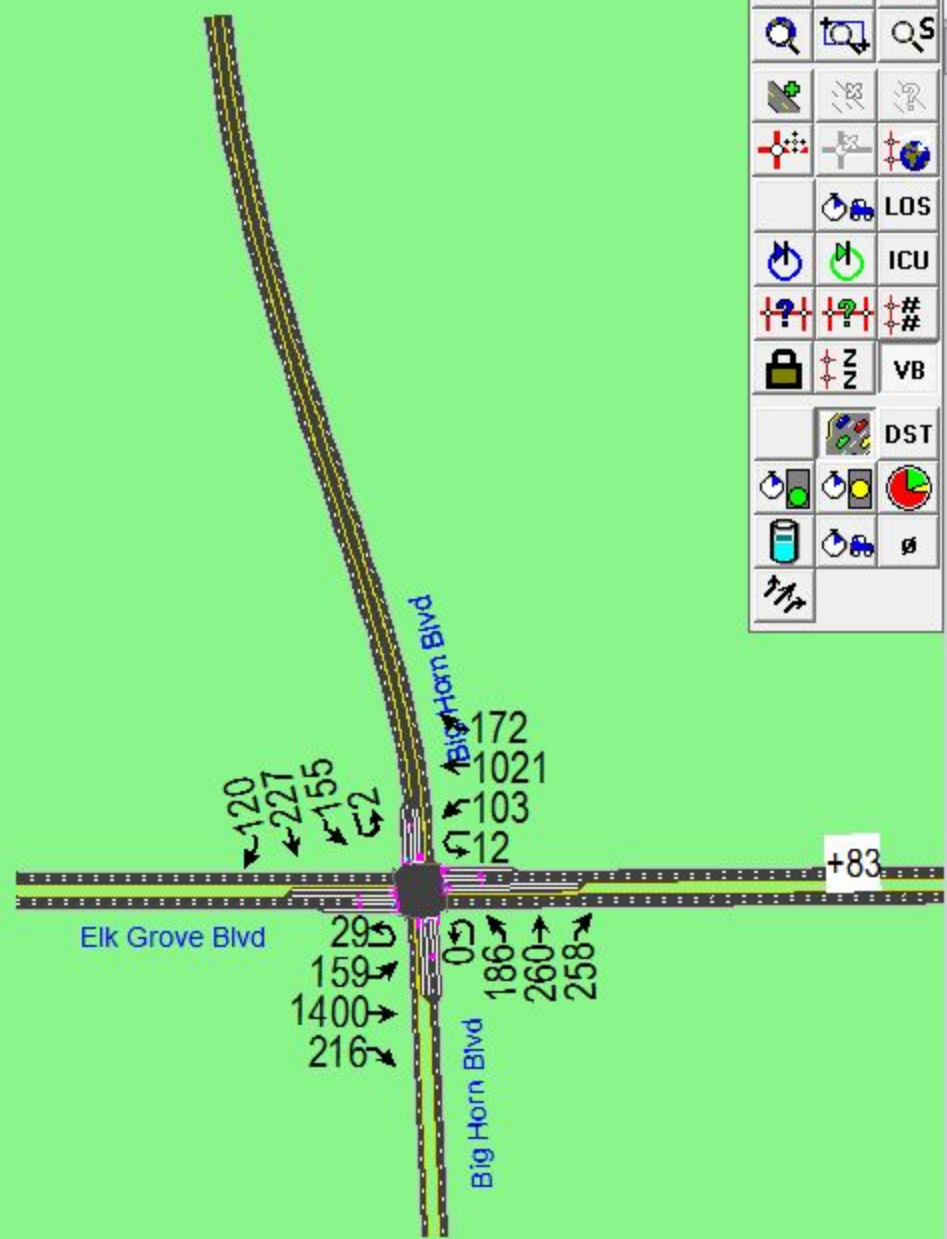 S
LOS
ICU
?
?
#
#
Z
Z
VB
DST
ø
Big Horn Blvd
172
1021
103
12
120
227
155
2
+83
Elk Grove Blvd
29
159
1400
216
0
186
260
258
Big Horn Blvd